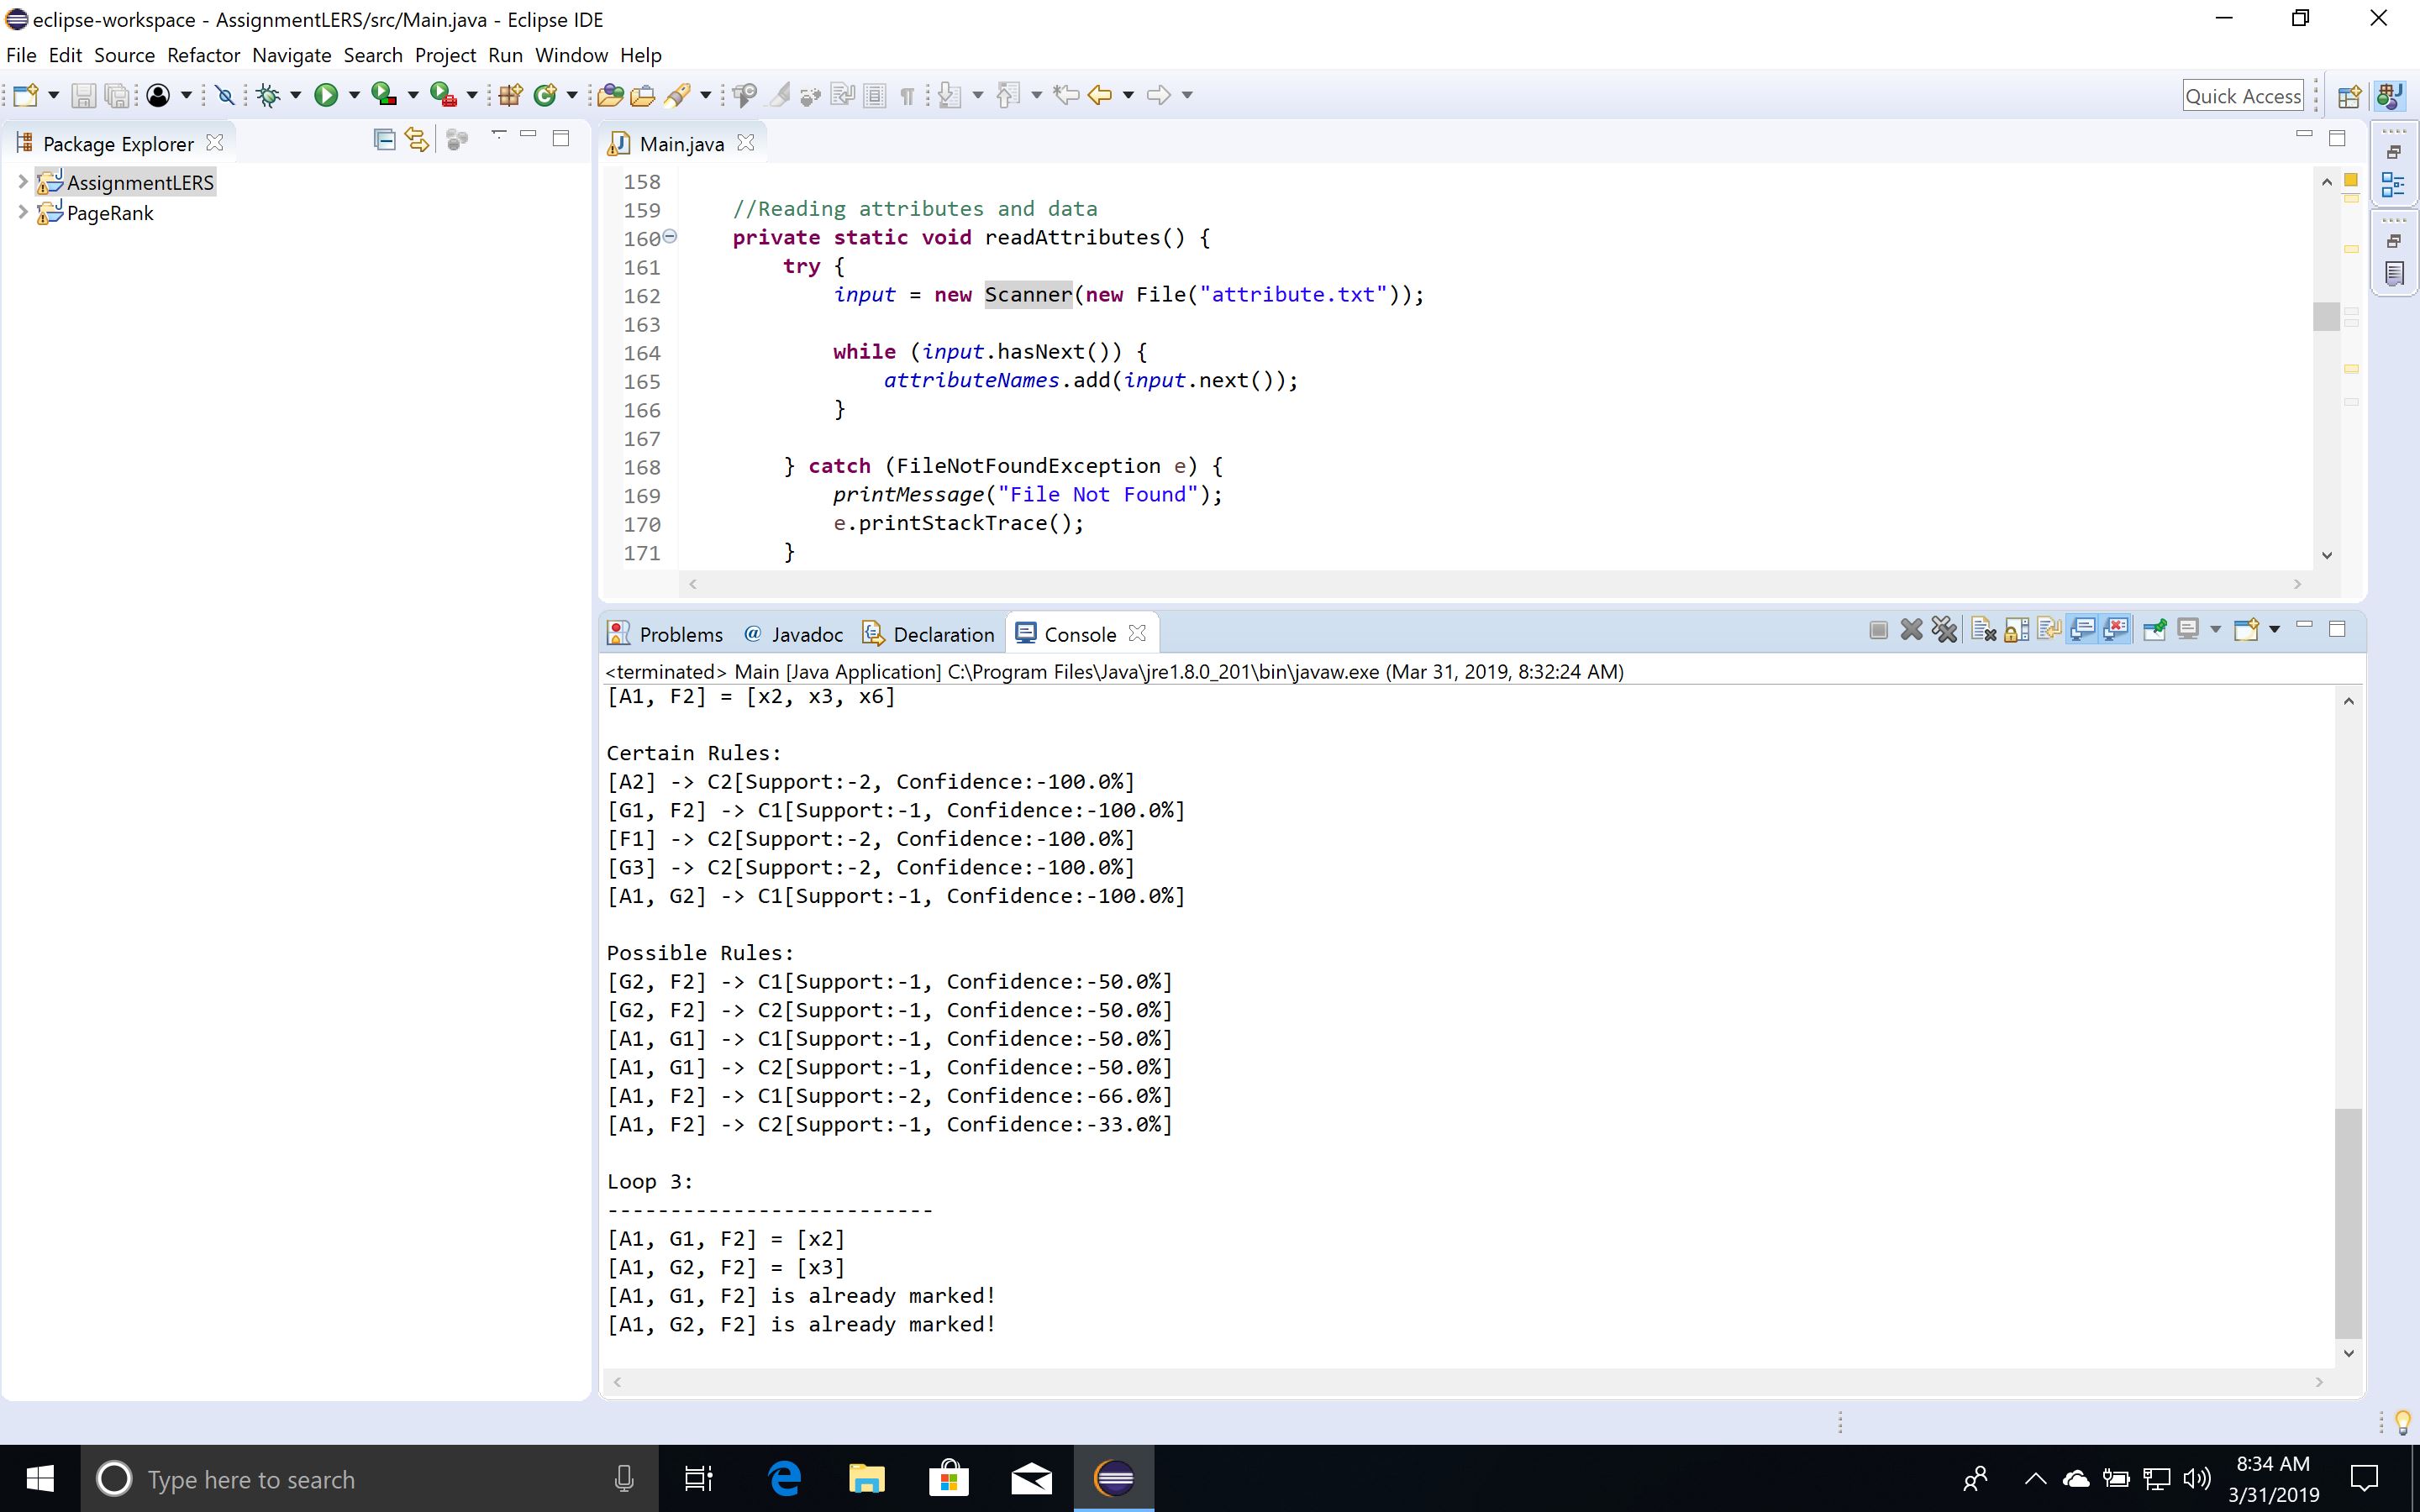 eclipse-workspace - AssignmentLERS/src/Main.java - Eclipse IDE
File Edit Source Refactor Navigate Search Project Run Window Help
Quick Access
Package Explorer
AssignmentLERS
PageRank
Main.java
158
159 //Reading attributes and data
160 private static void readAttributes() {
161 try {
162 input = new Scanner(new File("attribute.txt"));
163
164 while (input.hasNext()) {
165 attributeNames.add(input.next());
166 }
167
168 } catch (FileNotFoundException e) {
169 printMessage("File Not Found");
170 e.printStackTrace();
171 }
Problems @ Javadoc Declaration Console
<terminated> Main [Java Application] C:\Program Files\Java\jre1.8.0_201\bin\javaw.exe (Mar 31, 2019, 8:32:24 AM)
[A1, F2] = [x2, x3, x6]
Certain Rules:
[A2] -> C2[Support:-2, Confidence:-100.0%]
[G1, F2] -> C1[Support:-1, Confidence:-100.0%]
[F1] -> C2[Support:-2, Confidence:-100.0%]
[G3] -> C2[Support:-2, Confidence:-100.0%]
[A1, G2] -> C1[Support:-1, Confidence:-100.0%]
Possible Rules:
[G2, F2] -> C1[Support:-1, Confidence:-50.0%]
[G2, F2] -> C2[Support:-1, Confidence:-50.0%]
[A1, G1] -> C1[Support:-1, Confidence:-50.0%]
[A1, G1] -> C2[Support:-1, Confidence:-50.0%]
[A1, F2] -> C1[Support:-2, Confidence:-66.0%]
[A1, F2] -> C2[Support:-1, Confidence:-33.0%]
Loop 3:
--------------------------
[A1, G1, F2] = [x2]
[A1, G2, F2] = [x3]
[A1, G1, F2] is already marked!
[A1, G2, F2] is already marked!
Type here to search
8:34 AM
3/31/2019